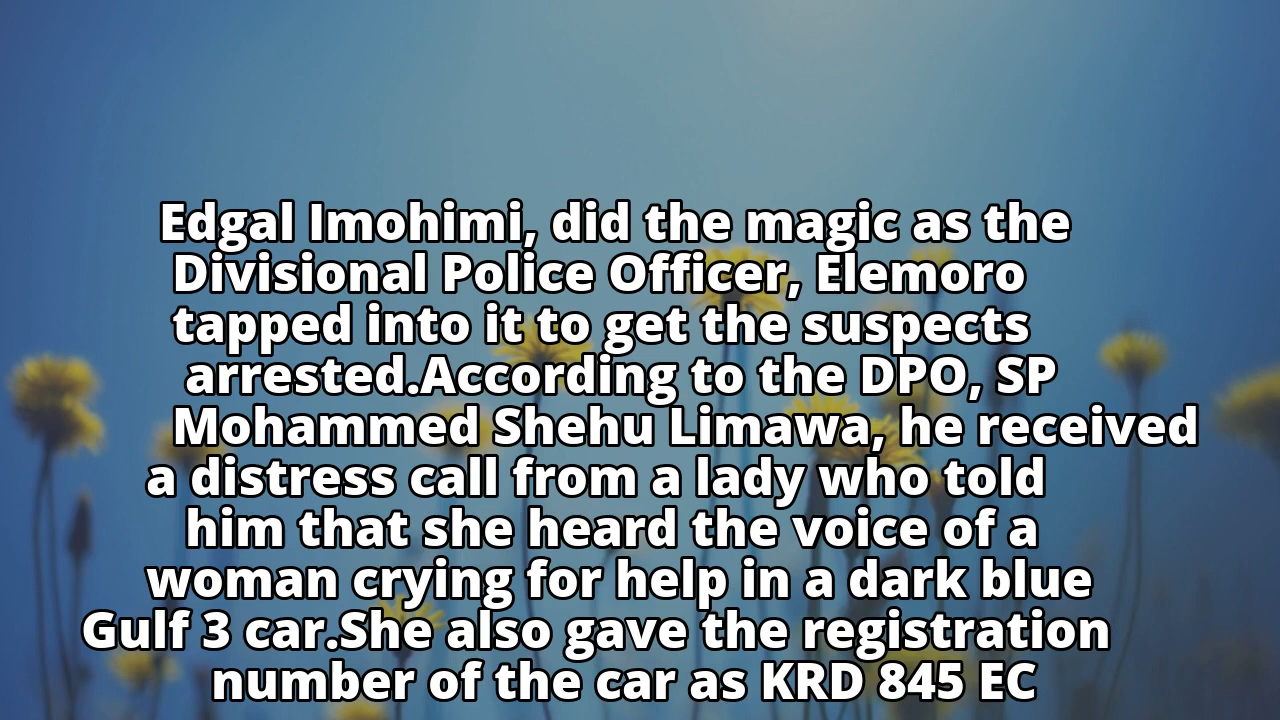 Edgal Imohimi, did the magic as the
Divisional Police Officer, Elemoro
tapped into it to get the suspects
arrested.According to the DPO, SP
Mohammed Shehu Limawa, he received
a distress call from a lady who told
him that she heard the voice of a
woman crying for help in a dark blue
Gulf 3 car.She also gave the registration
number of the car as KRD 845 EC